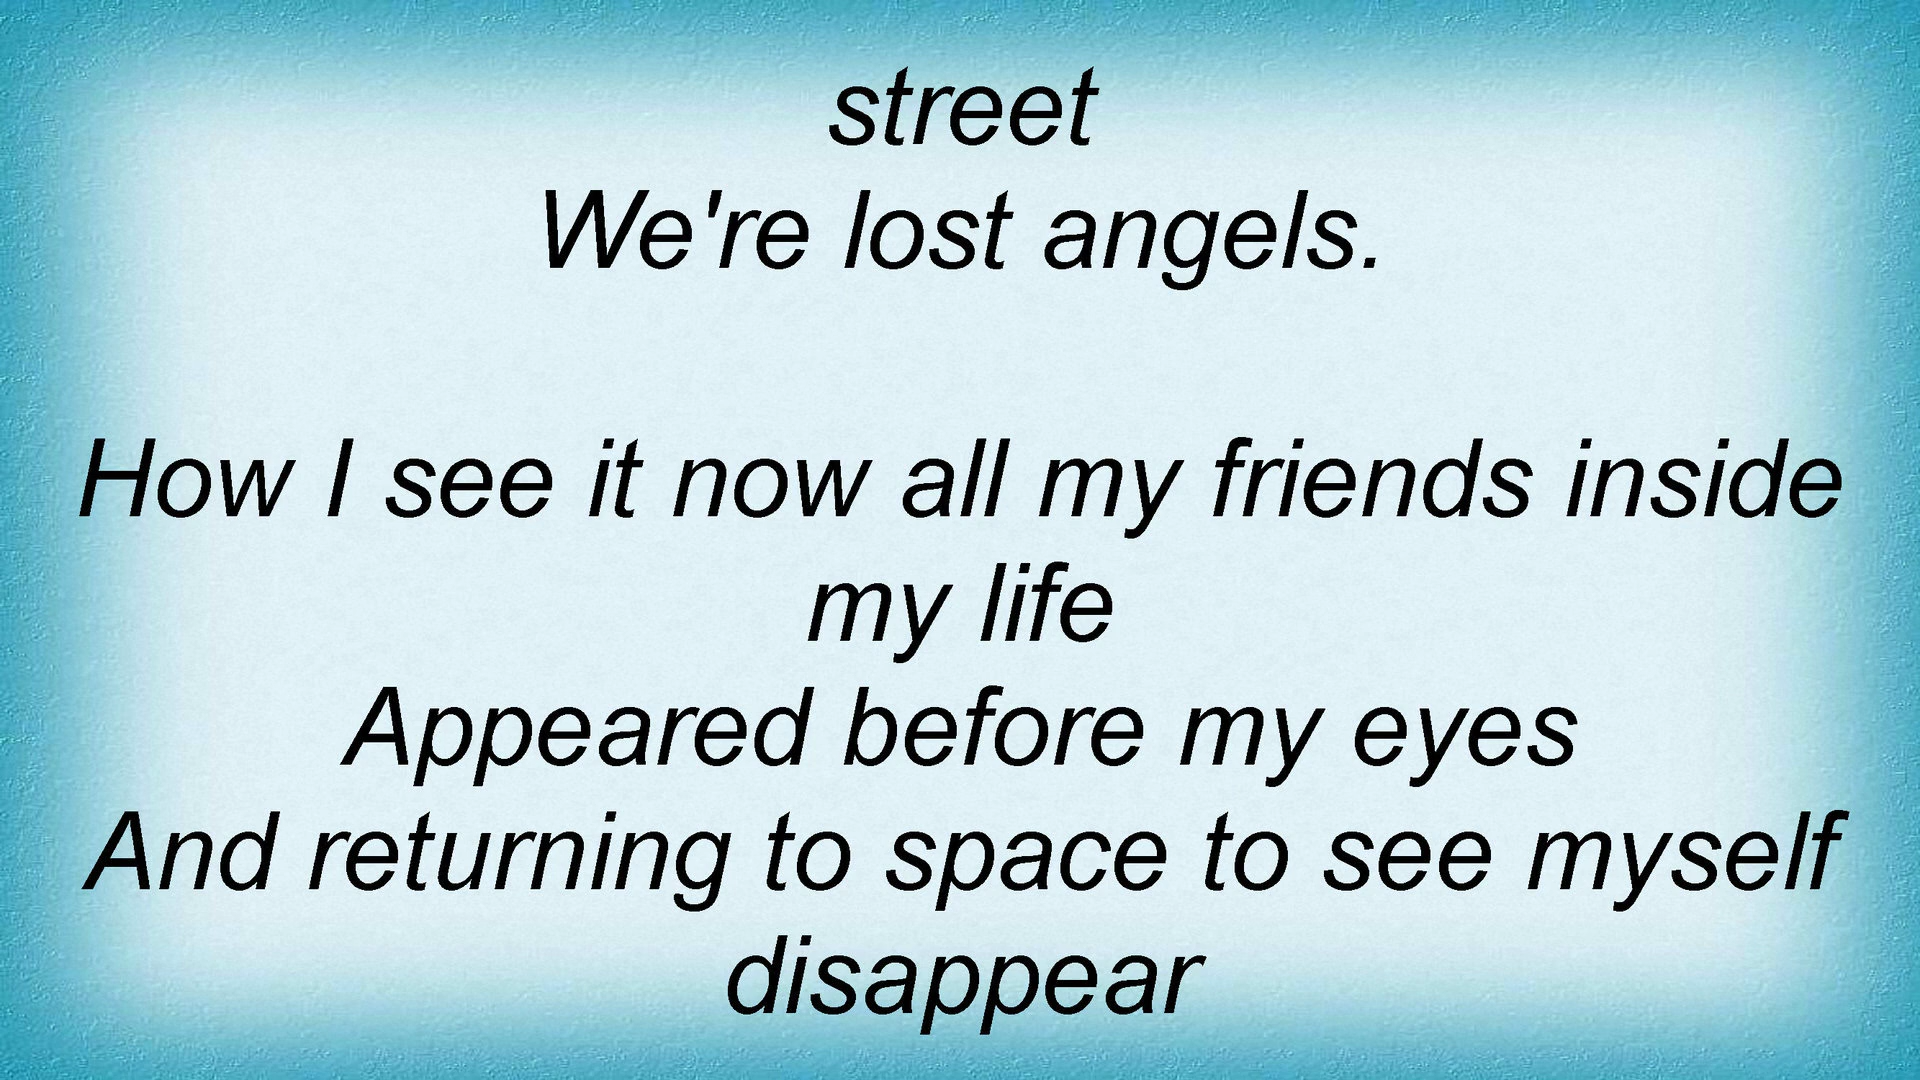 street
We're lost angels.
How I see it now all my friends inside
my life
Appeared before my eyes
And returning to space to see myself
disappear